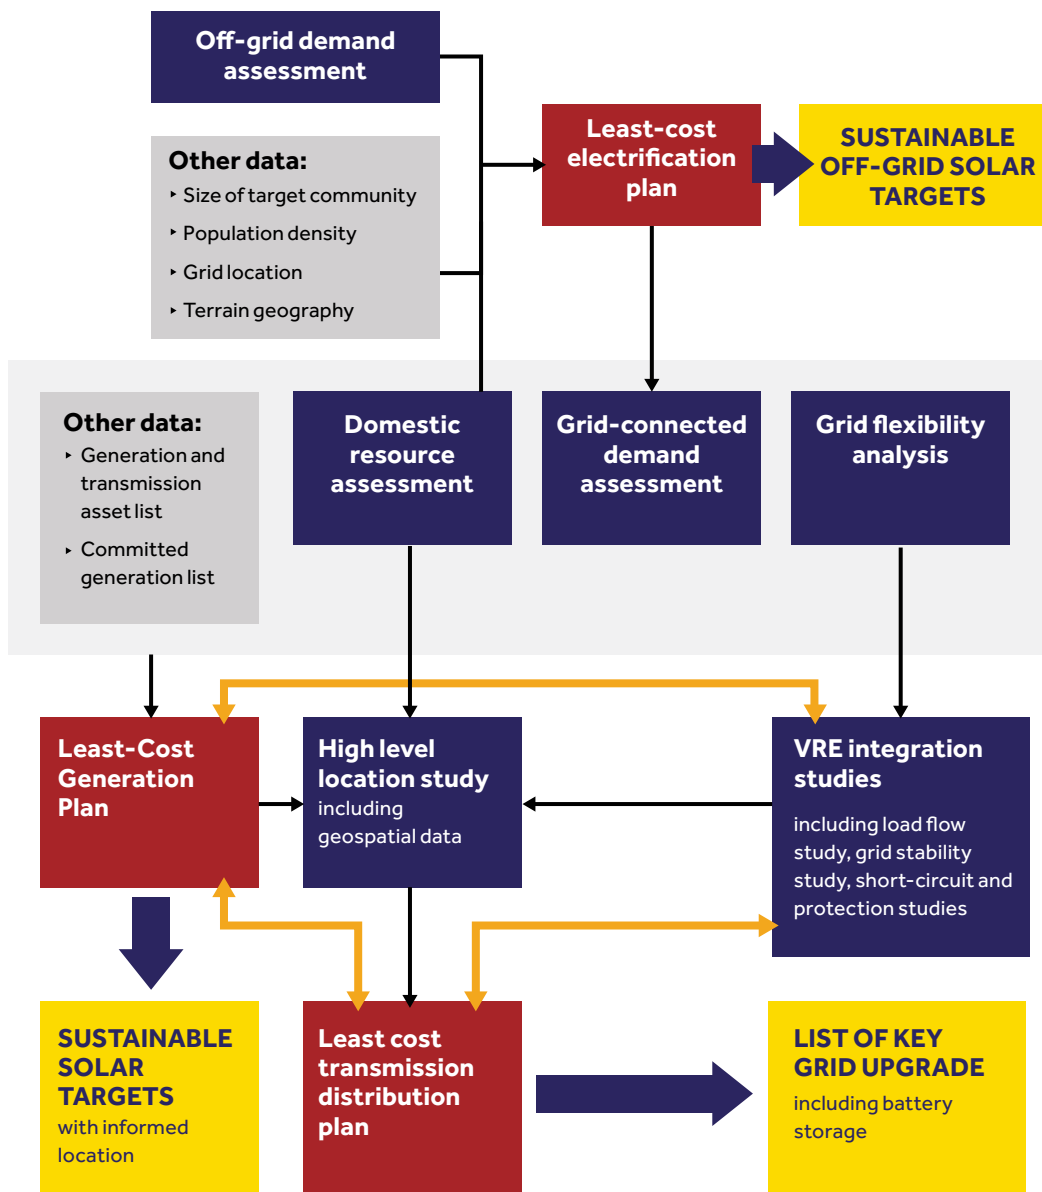 Off-grid demand
assessment
Other data:
‣ Size of target community
‣ Population density
‣ Grid location
‣ Terrain geography
Least-cost
electrification
plan
SUSTAINABLE
OFF-GRID SOLAR
TARGETS
Other data:
‣ Generation and
transmission
asset list
‣ Committed
generation list
Domestic
resource
assessment
Grid-connected
demand
assessment
Grid flexibility
analysis
Least-Cost
Generation
Plan
High level
location study
including
geospatial data
VRE integration
studies
including load flow
study, grid stability
study, short-circuit and
protection studies
SUSTAINABLE
SOLAR
TARGETS
with informed
location
Least cost
transmission
distribution
plan
LIST OF KEY
GRID UPGRADE
including battery
storage